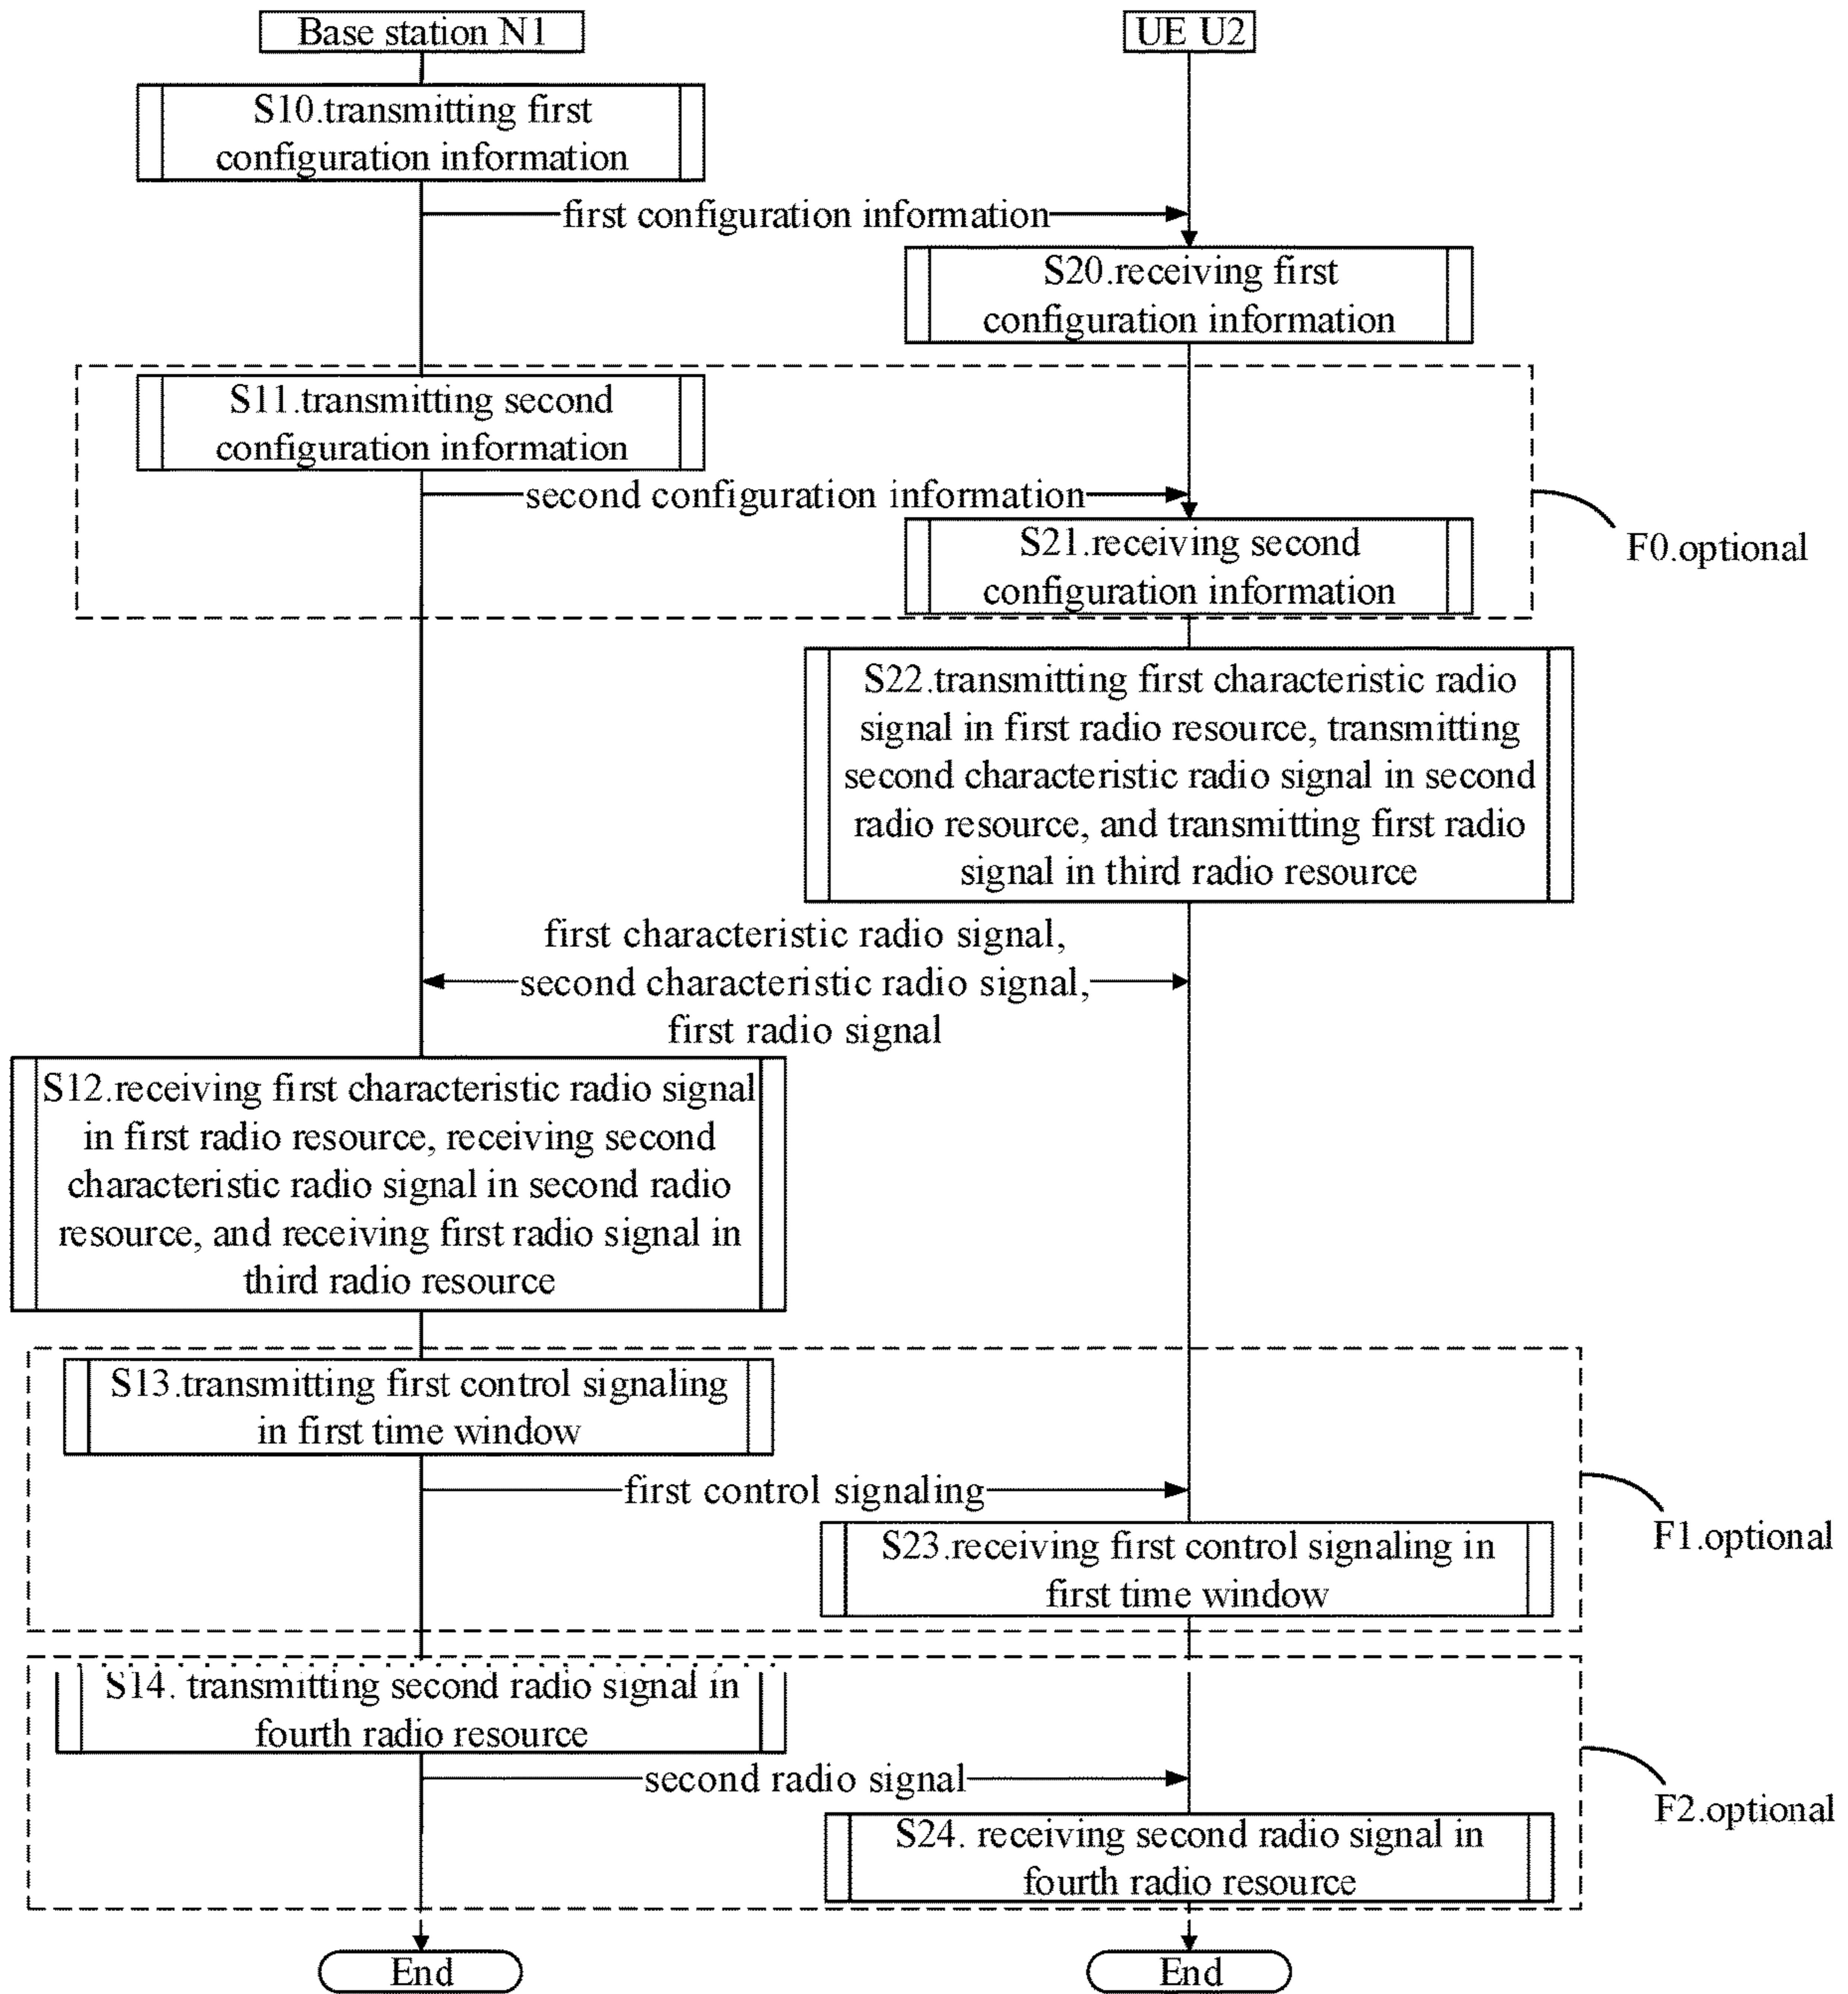 Base station N1
UE U2
S10.transmitting first
configuration information
first configuration information
S20.receiving first
configuration information
S11.transmitting second
configuration information
second configuration information
S21.receiving second
configuration information
F0.optional
S22.transmitting first characteristic radio
signal in first radio resource, transmitting
second characteristic radio signal in second
radio resource, and transmitting first radio
signal in third radio resource
first characteristic radio signal,
second characteristic radio signal,
first radio signal
S12.receiving first characteristic radio signal
in first radio resource, receiving second
characteristic radio signal in second radio
resource, and receiving first radio signal in
third radio resource
S13.transmitting first control signaling
in first time window
first control signaling
S23.receiving first control signaling in
first time window
F1.optional
S14. transmitting second radio signal in
fourth radio resource
second radio signal
S24. receiving second radio signal in
fourth radio resource
F2.optional
End
End